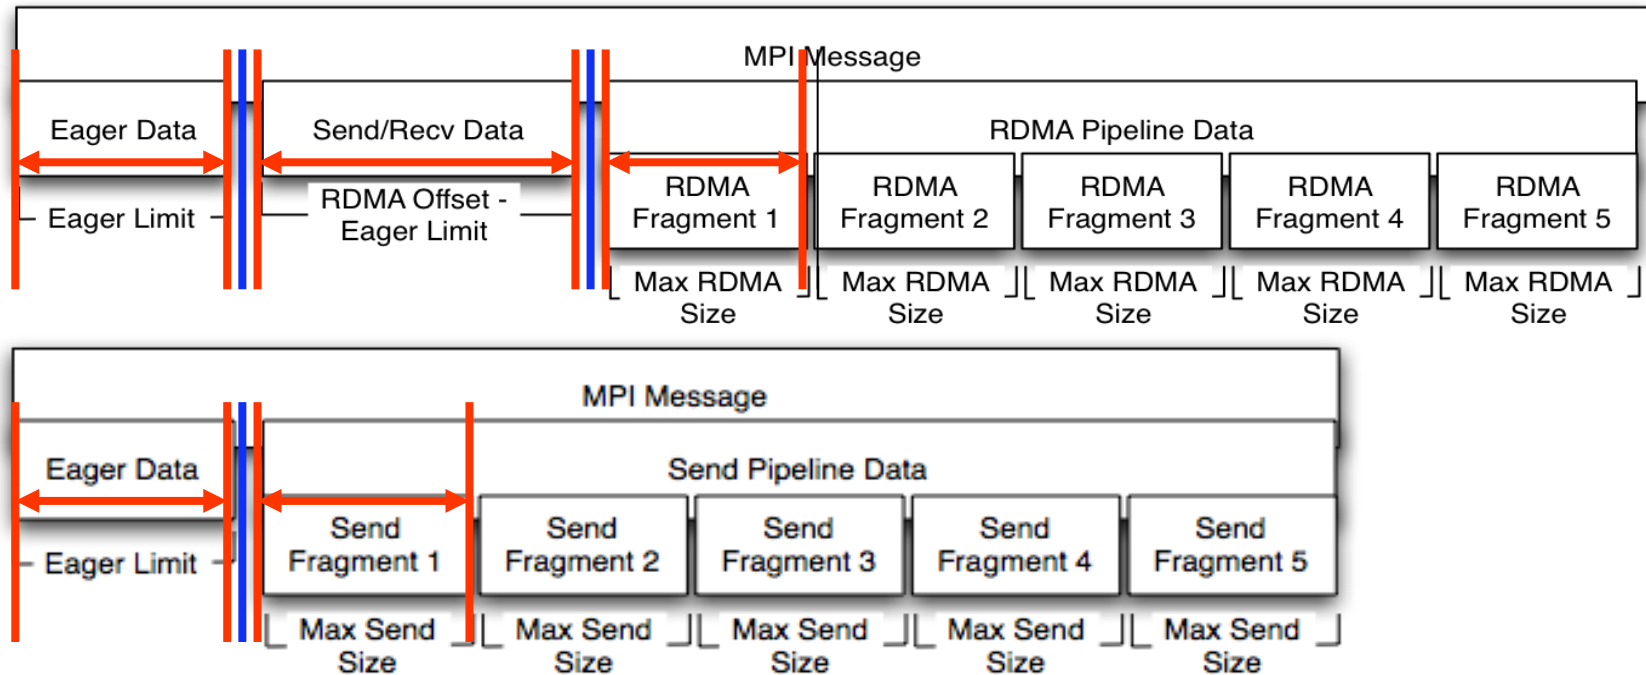 MPI Message
Eager Data
Send/Recv Data
RDMA Pipeline Data
RDMA
Fragment 1
RDMA
Fragment 2
RDMA
Fragment 3
RDMA
Fragment 4
RDMA
Fragment 5
Eager Limit
RDMA Offset -
Eager Limit
Max RDMA
Size
Max RDMA
Size
Max RDMA
Size
Max RDMA
Size
Max RDMA
Size
MPI Message
Eager Data
Send Pipeline Data
Send
Fragment 1
Send
Fragment 2
Send
Fragment 3
Send
Fragment 4
Send
Fragment 5
Eager Limit
Max Send
Size
Max Send
Size
Max Send
Size
Max Send
Size
Max Send
Size